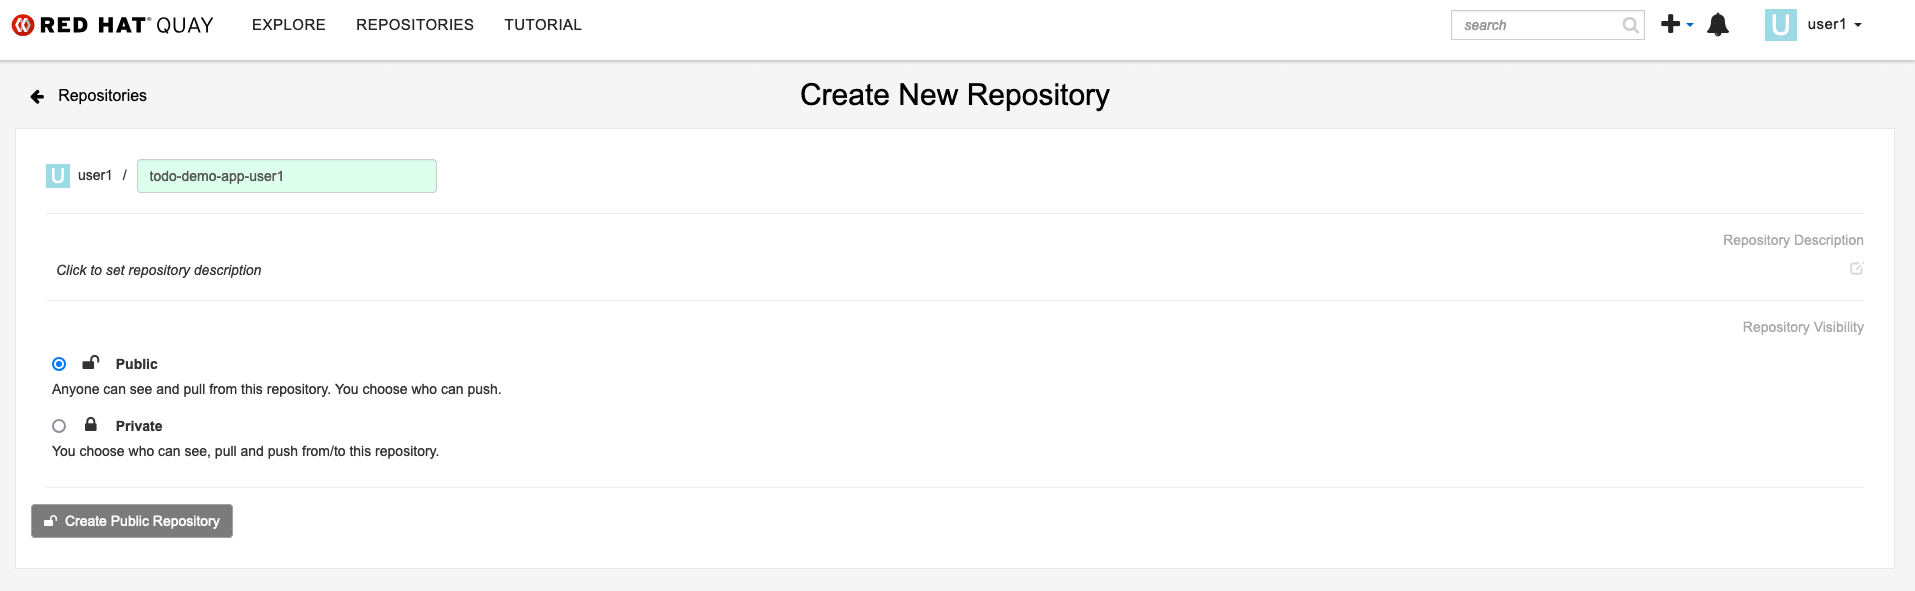 RED HAT® QUAY EXPLORE REPOSITORIES TUTORIAL search U user1
Repositories Create New Repository
U user1 / todo-demo-app-user1
Repository Description
Click to set repository description
Repository Visibility
Public
Anyone can see and pull from this repository. You choose who can push.
Private
You choose who can see, pull and push from/to this repository.
Create Public Repository